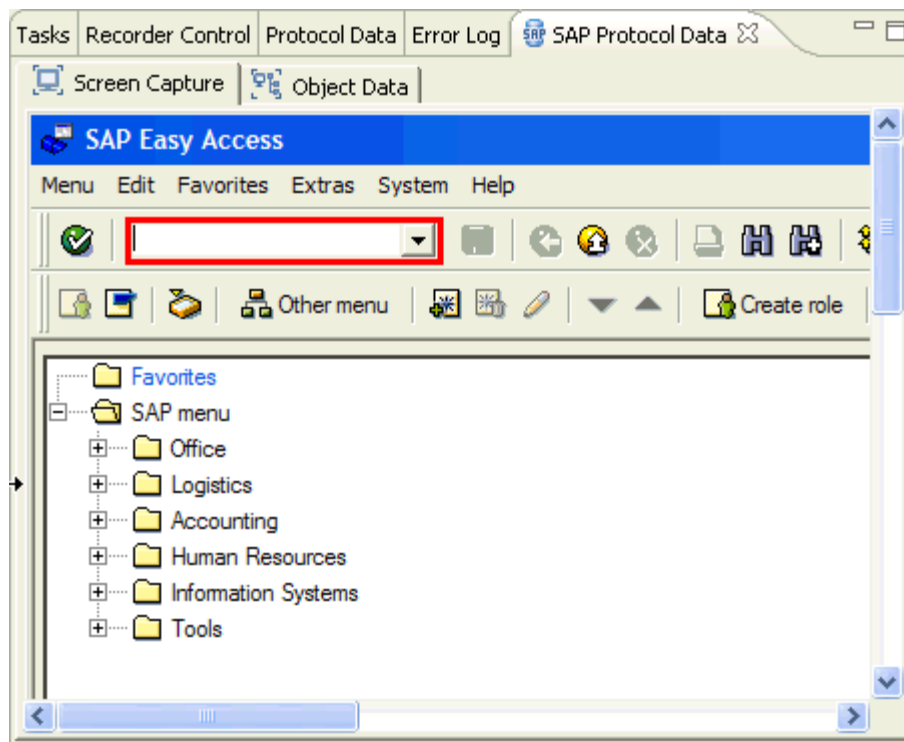 Tasks Recorder Control Protocol Data Error Log SAP SAP Protocol Data
Screen Capture Object Data
SAP Easy Access
Menu Edit Favorites Extras System Help
Other menu Create role
Favorites
SAP menu
Office
Logistics
Accounting
Human Resources
Information Systems
Tools